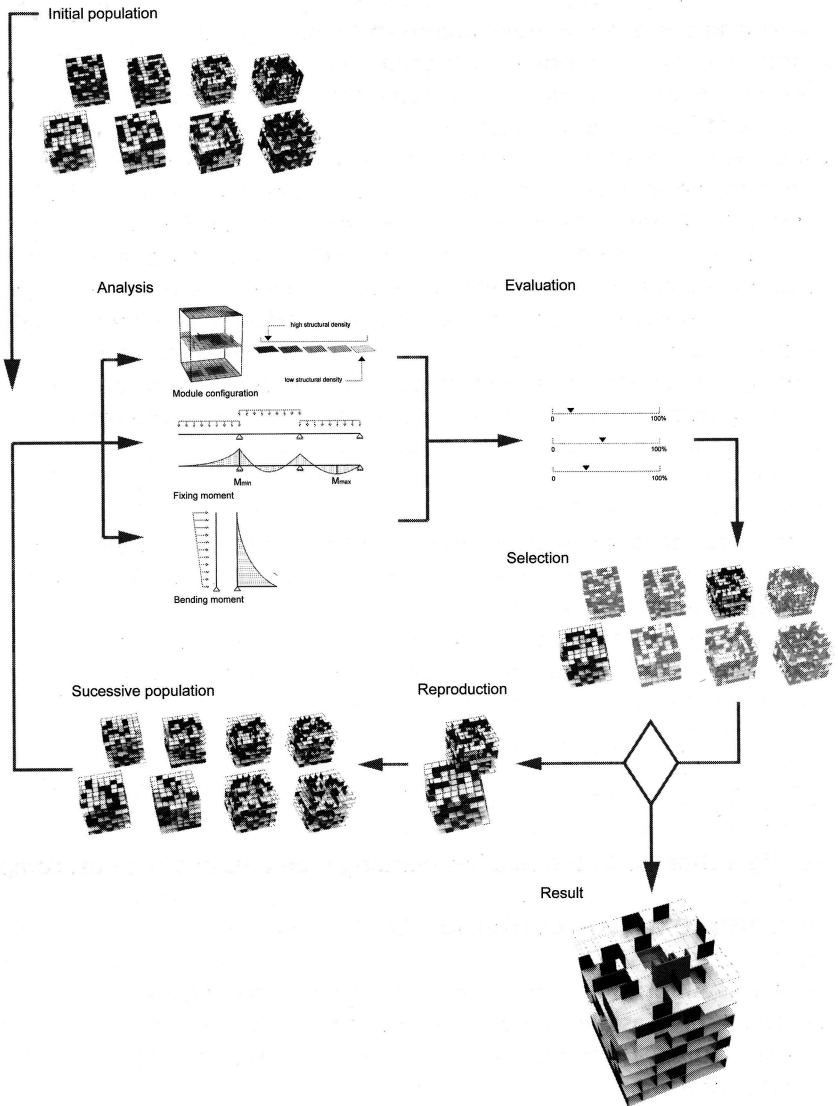 Initial population
Analysis
Evaluation
high structural density
low structural density
Module configuration
Mmin
Mmax
Fixing moment
Bending moment
0 100%
0 100%
0 100%
Selection
Sucessive population
Reproduction
Result